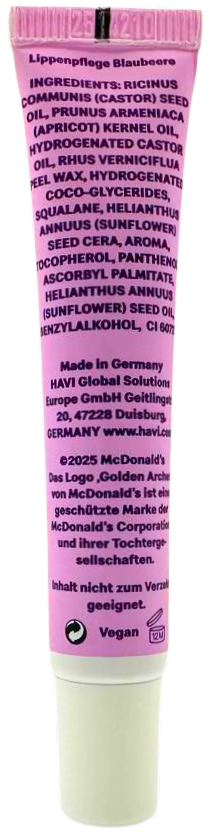 Lippenpflege Blaubeere
INGREDIENTS: RICINUS
COMMUNIS (CASTOR) SEED
OIL, PRUNUS ARMENIACA
(APRICOT) KERNEL OIL,
HYDROGENATED CASTOR
OIL, RHUS VERNICIFLUA
PEEL WAX, HYDROGENATED
COCO-GLYCERIDES,
SQUALANE, HELIANTHUS
ANNUUS (SUNFLOWER)
SEED CERA, AROMA,
TOCOPHEROL, PANTHENOL
ASCORBYL PALMITATE,
HELIANTHUS ANNUUS
(SUNFLOWER) SEED OIL,
BENZYLALKOHOL, CI
Made in Germany
HAVI Global Solutions
Europe GmbH
20, 47228 Duisburg,
GERMANY www.havi.com
©2025 McDonald's
Das Logo ,Golden Arches
von McDonald's ist eine
geschützte Marke der
McDonald's Corporation
und ihrer Tochterge-
sellschaften.
Inhalt nicht zum Verzehr
geeignet.
Vegan 12M